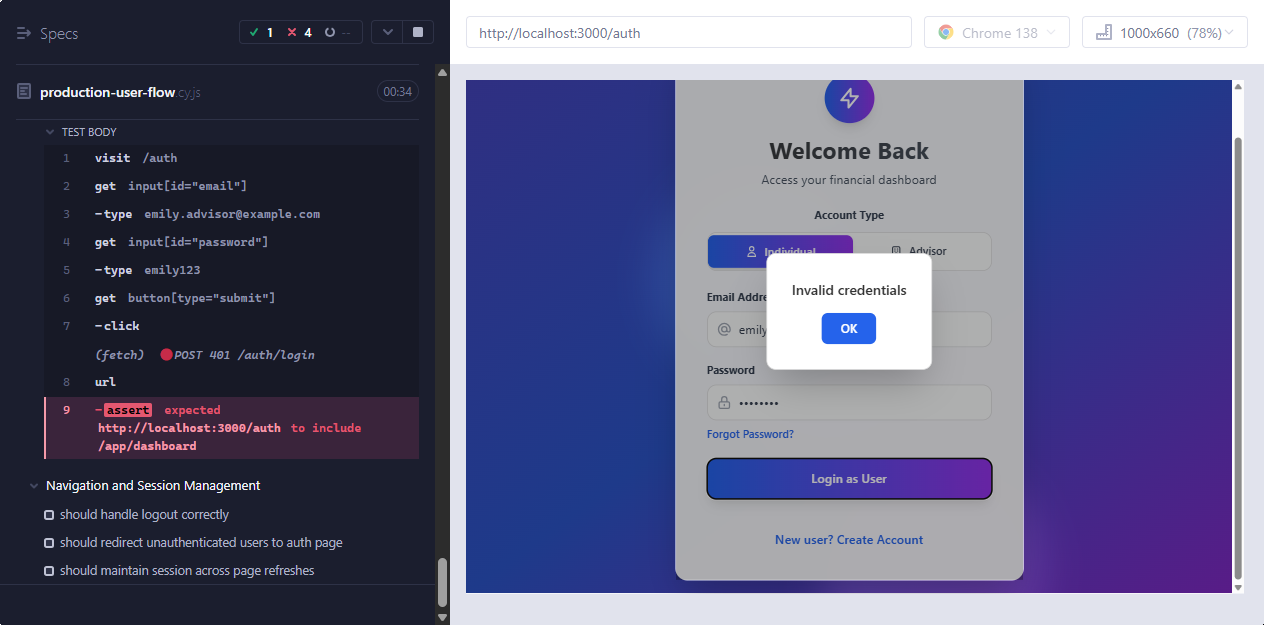 Specs
1 4 --
production-user-flow.cy.js 00:34
TEST BODY
1 visit /auth
2 get input[id="email"]
3 -type emily.advisor@example.com
4 get input[id="password"]
5 -type emily123
6 get button[type="submit"]
7 -click
(fetch) POST 401 /auth/login
8 url
9 -assert expected
http://localhost:3000/auth to include
/app/dashboard
Navigation and Session Management
should handle logout correctly
should redirect unauthenticated users to auth page
should maintain session across page refreshes
http://localhost:3000/auth
Chrome 138
1000x660 (78%)
Welcome Back
Access your financial dashboard
Account Type
Individual Advisor
Invalid credentials
OK
Email Addre
@ emily
Password
••••••••
Forgot Password?
Login as User
New user? Create Account